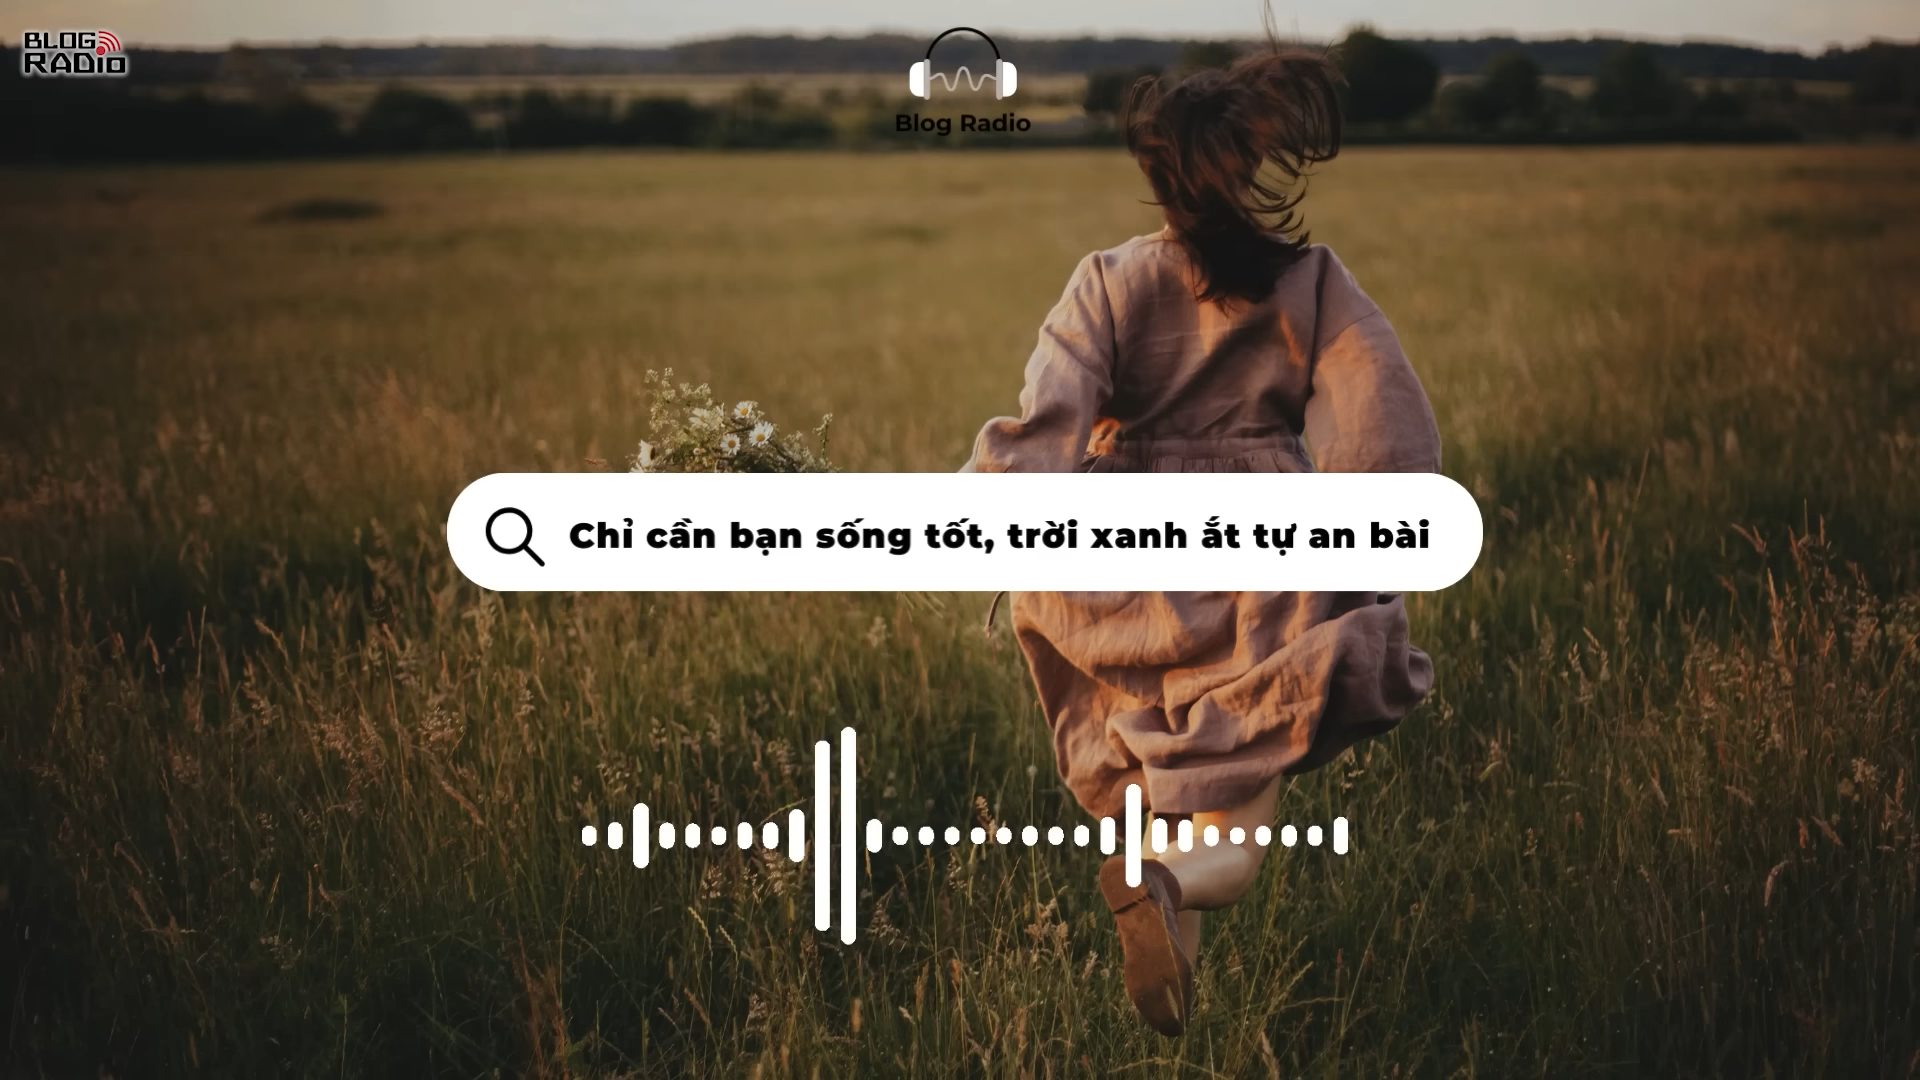 BLOG
RADiO
Blog Radio
Chỉ cần bạn sống tốt, trời xanh ắt tự an bài